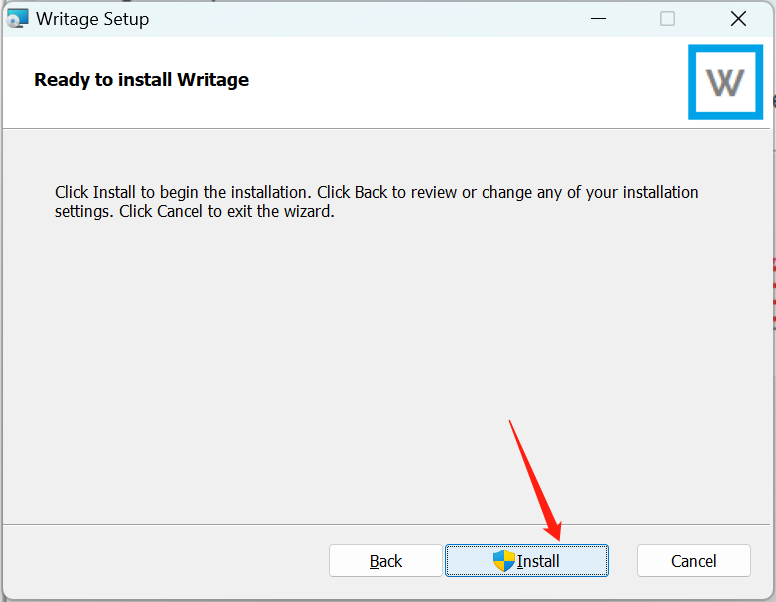 Writage Setup
Ready to install Writage
W
Click Install to begin the installation. Click Back to review or change any of your installation
settings. Click Cancel to exit the wizard.
Back
Install
Cancel